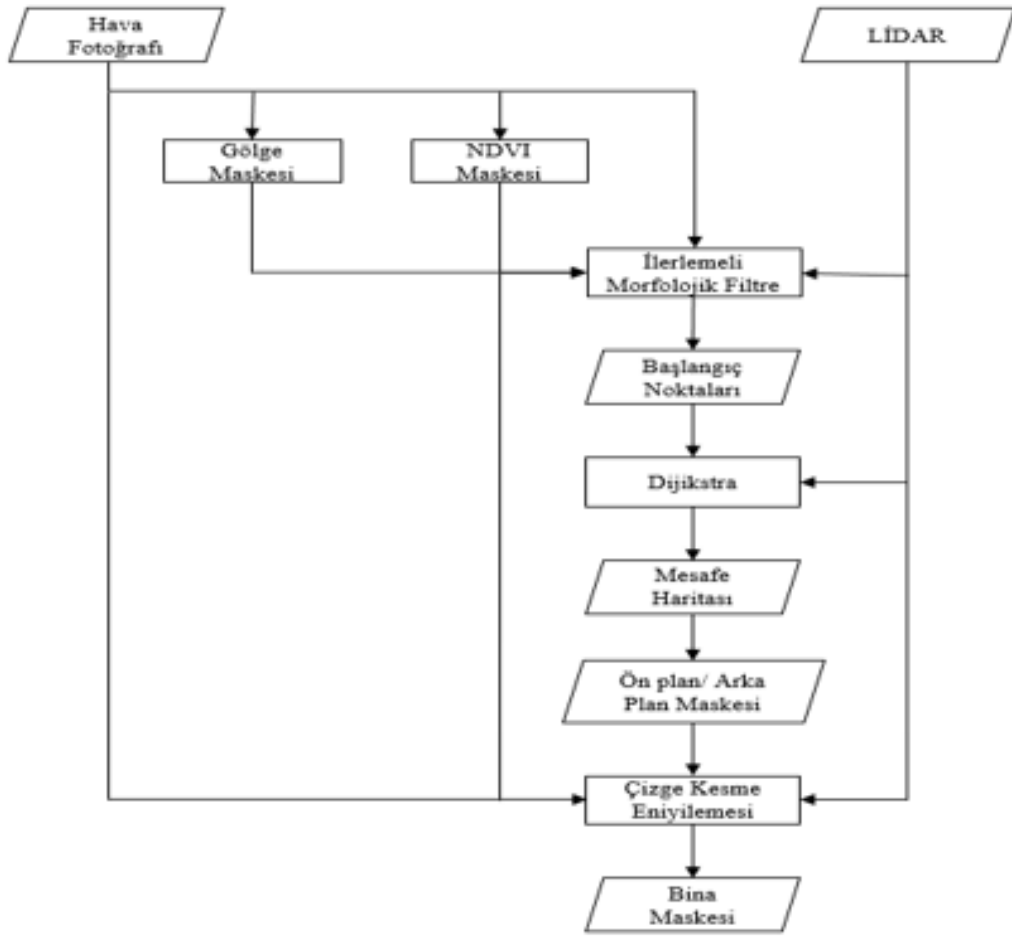 Hava
Fotoğrafı
LİDAR
Gölge
Maskesi
NDVI
Maskesi
İlerlemeli
Morfolojik Filtre
Başlangıç
Noktaları
Dijikstra
Mesafe
Haritası
Ön plan/ Arka
Plan Maskesi
Çizge Kesme
Eniyilemesi
Bina
Maskesi